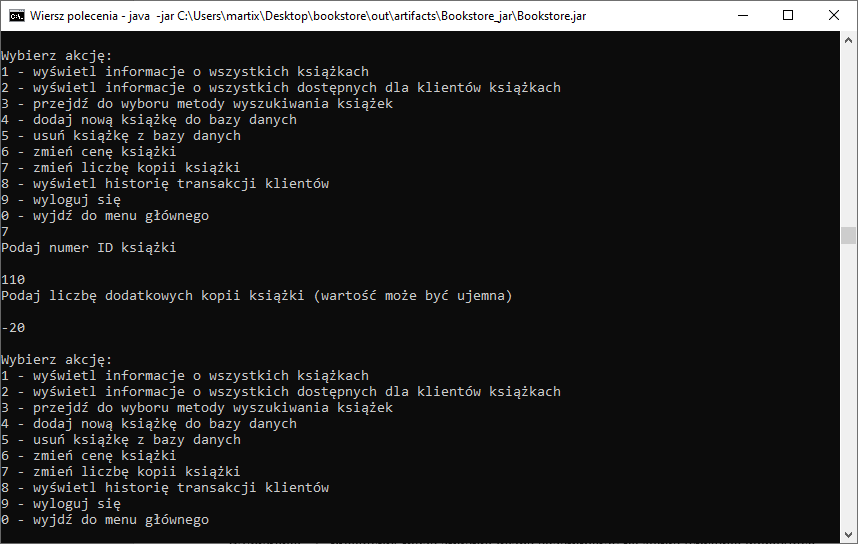 Wiersz polecenia - java  -jar C:\Users\martix\Desktop\bookstore\out\artifacts\Bookstore_jar\Bookstore.jar
Wybierz akcję:
1 - wyświetl informacje o wszystkich książkach
2 - wyświetl informacje o wszystkich dostępnych dla klientów książkach
3 - przejdź do wyboru metody wyszukiwania książek
4 - dodaj nową książkę do bazy danych
5 - usuń książkę z bazy danych
6 - zmień cenę książki
7 - zmień liczbę kopii książki
8 - wyświetl historię transakcji klientów
9 - wyloguj się
0 - wyjdź do menu głównego
7
Podaj numer ID książki
110
Podaj liczbę dodatkowych kopii książki (wartość może być ujemna)
-20
Wybierz akcję:
1 - wyświetl informacje o wszystkich książkach
2 - wyświetl informacje o wszystkich dostępnych dla klientów książkach
3 - przejdź do wyboru metody wyszukiwania książek
4 - dodaj nową książkę do bazy danych
5 - usuń książkę z bazy danych
6 - zmień cenę książki
7 - zmień liczbę kopii książki
8 - wyświetl historię transakcji klientów
9 - wyloguj się
0 - wyjdź do menu głównego